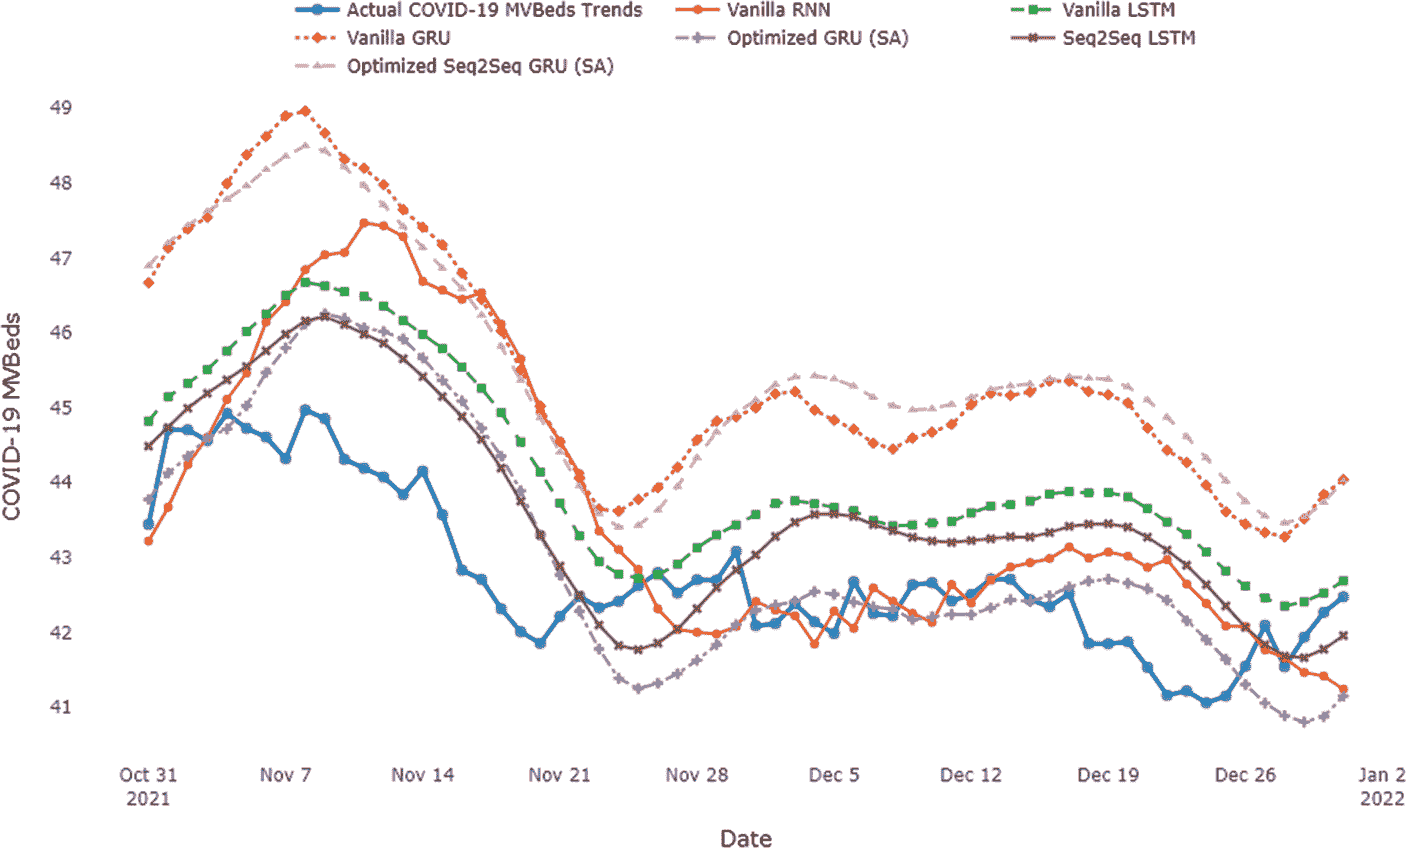 Actual COVID-19 MVBeds Trends Vanilla RNN Vanilla LSTM
Vanilla GRU Optimized GRU (SA) Seq2Seq LSTM
Optimized Seq2Seq GRU (SA)
49
48
47
46
45
44
43
42
41
COVID-19 MVBeds
Oct 31 Nov 7 Nov 14 Nov 21 Nov 28 Dec 5 Dec 12 Dec 19 Dec 26 Jan 2
2021 2022
Date